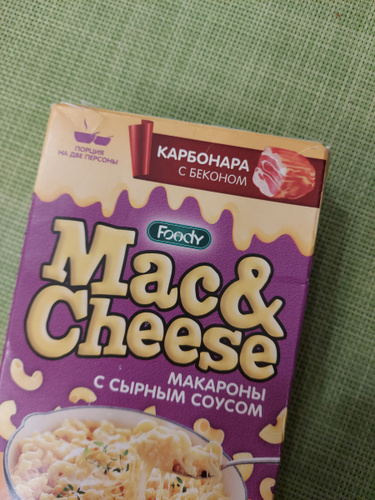 ПОРЦИЯ
НА ДВЕ ПЕРСОНЫ
КАРБОНАРА
С БЕКОНОМ
Foody
Mac&
Cheese
МАКАРОНЫ
С СЫРНЫМ СОУСОМ